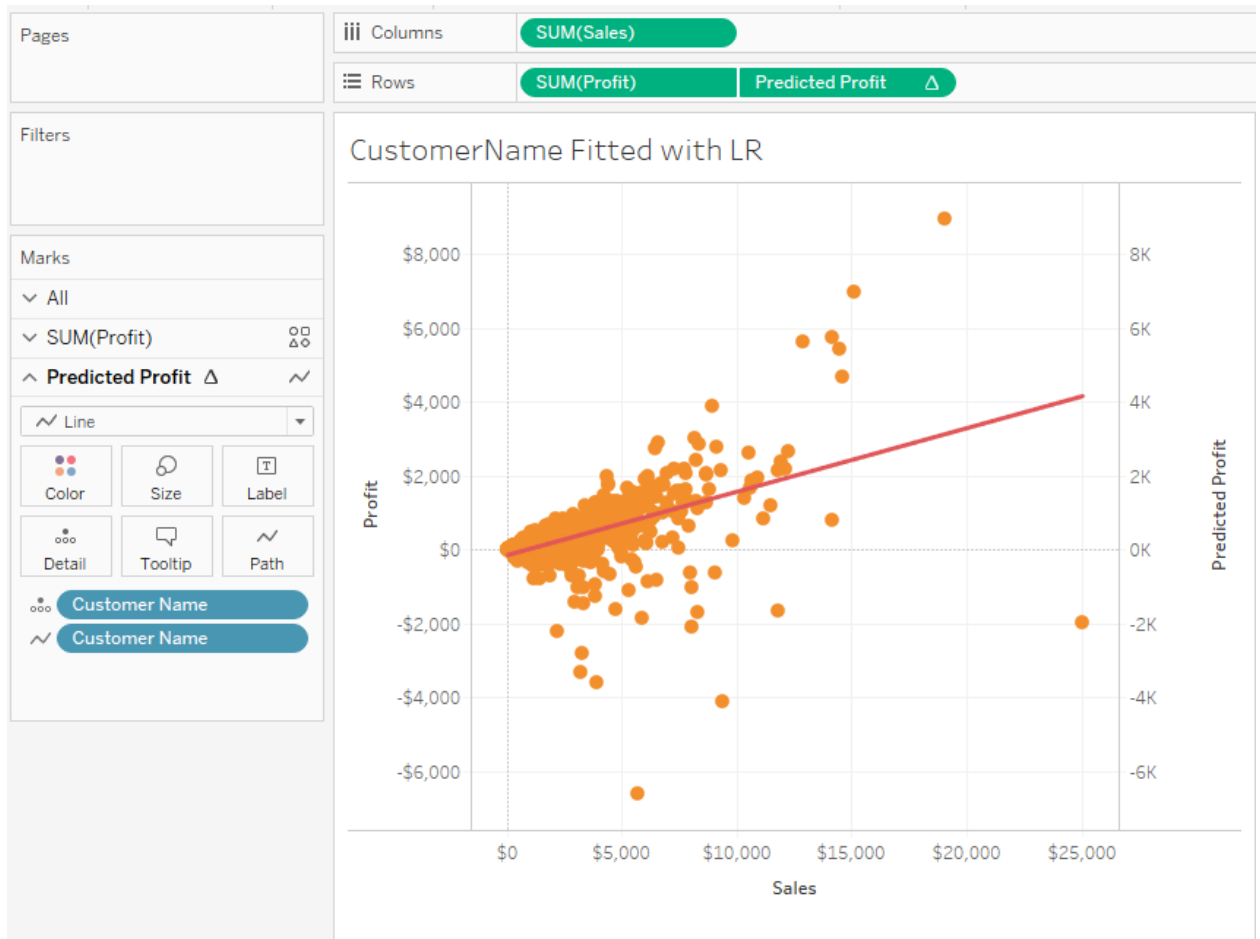 Pages
Columns
SUM(Sales)
Rows
SUM(Profit)
Predicted Profit Δ
Filters
CustomerName Fitted with LR
Marks
All
SUM(Profit)
Predicted Profit Δ
Line
Color
Size
T
Label
Detail
Tooltip
Path
Customer Name
Customer Name
Profit
$8,000
$6,000
$4,000
$2,000
$0
-$2,000
-$4,000
-$6,000
8K
6K
4K
2K
0K
-2K
-4K
-6K
Predicted Profit
$0
$5,000
$10,000
$15,000
$20,000
$25,000
Sales